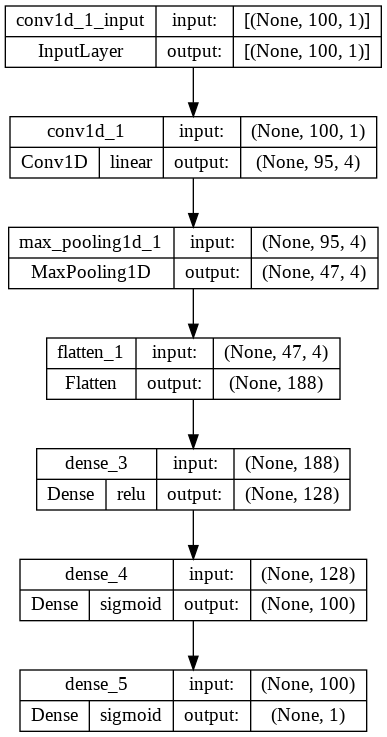 conv1d_1_input input: [(None, 100, 1)]
InputLayer output: [(None, 100, 1)]
conv1d_1 input: (None, 100, 1)
Conv1D linear output: (None, 95, 4)
max_pooling1d_1 input: (None, 95, 4)
MaxPooling1D output: (None, 47, 4)
flatten_1 input: (None, 47, 4)
Flatten output: (None, 188)
dense_3 input: (None, 188)
Dense relu output: (None, 128)
dense_4 input: (None, 128)
Dense sigmoid output: (None, 100)
dense_5 input: (None, 100)
Dense sigmoid output: (None, 1)